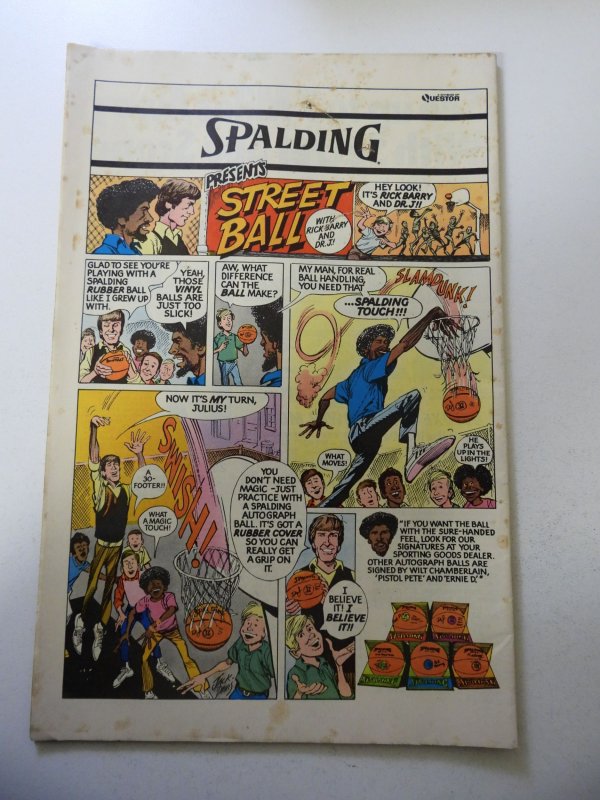 A DIVISION OF
QUESTOR
SPALDING
PRESENTS
STREET
BALL
WITH
RICK BARRY
AND
DR. J!!
HEY LOOK!
IT'S RICK BARRY
AND DR. J!!
GLAD TO SEE YOU'RE
PLAYING WITH A
SPALDING
RUBBER BALL
LIKE I GREW UP
WITH.
YEAH,
THOSE
VINYL
BALLS ARE
JUST TOO
SLICK!
AW, WHAT
DIFFERENCE
CAN THE
BALL MAKE?
MY MAN, FOR REAL
BALL HANDLING,
YOU NEED THAT
...SPALDING
TOUCH!!!
SLAM DUNK!
WHAT
MOVES!
HE
PLAYS
UP IN THE
LIGHTS!
NOW IT'S MY TURN,
JULIUS!
A
30-
FOOTER!!
WHAT
A MAGIC
TOUCH!
SWISH!
YOU
DON'T NEED
MAGIC -JUST
PRACTICE WITH
A SPALDING
AUTOGRAPH
BALL. IT'S GOT A
RUBBER COVER
SO YOU CAN
REALLY GET
A GRIP ON
IT.
I
BELIEVE
IT! I
BELIEVE
IT!!
"IF YOU WANT THE BALL
WITH THE SURE-HANDED
FEEL, LOOK FOR OUR
SIGNATURES AT YOUR
SPORTING GOODS DEALER.
OTHER AUTOGRAPH BALLS ARE
SIGNED BY WILT CHAMBERLAIN,
'PISTOL PETE' AND 'ERNIE D.'"